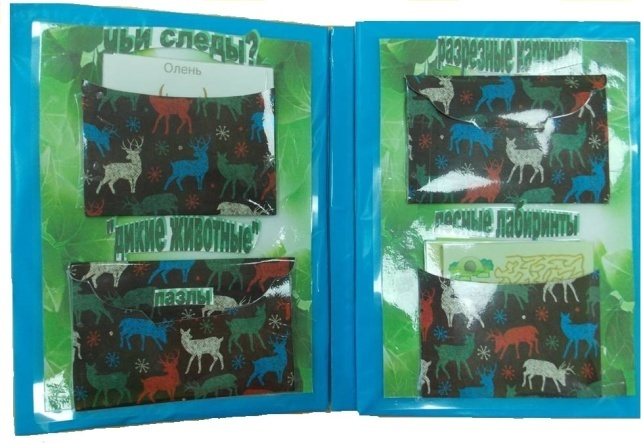 чьи следы?
Олень
"дикие животные"
пазлы
разрезные картинки
лесные лабиринты